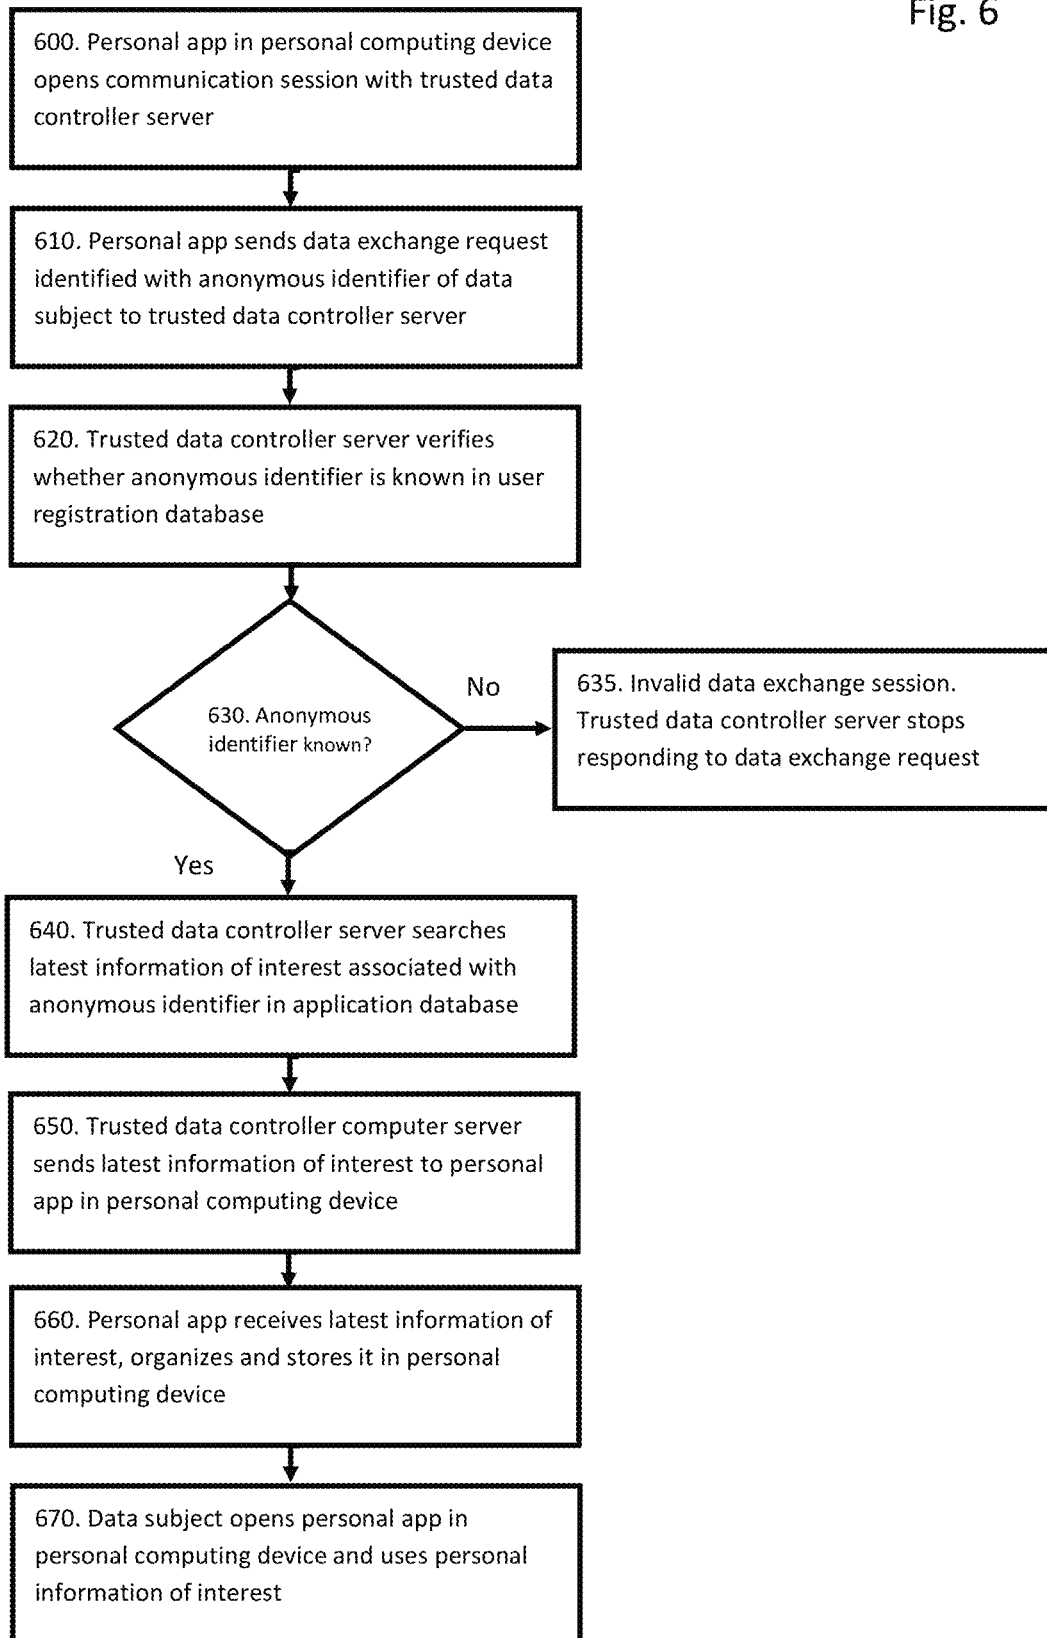 Fig. 6
600. Personal app in personal computing device
opens communication session with trusted data
controller server
610. Personal app sends data exchange request
identified with anonymous identifier of data
subject to trusted data controller server
620. Trusted data controller server verifies
whether anonymous identifier is known in user
registration database
630. Anonymous
identifier known?
No
635. Invalid data exchange session.
Trusted data controller server stops
responding to data exchange request
Yes
640. Trusted data controller server searches
latest information of interest associated with
anonymous identifier in application database
650. Trusted data controller computer server
sends latest information of interest to personal
app in personal computing device
660. Personal app receives latest information of
interest, organizes and stores it in personal
computing device
670. Data subject opens personal app in
personal computing device and uses personal
information of interest